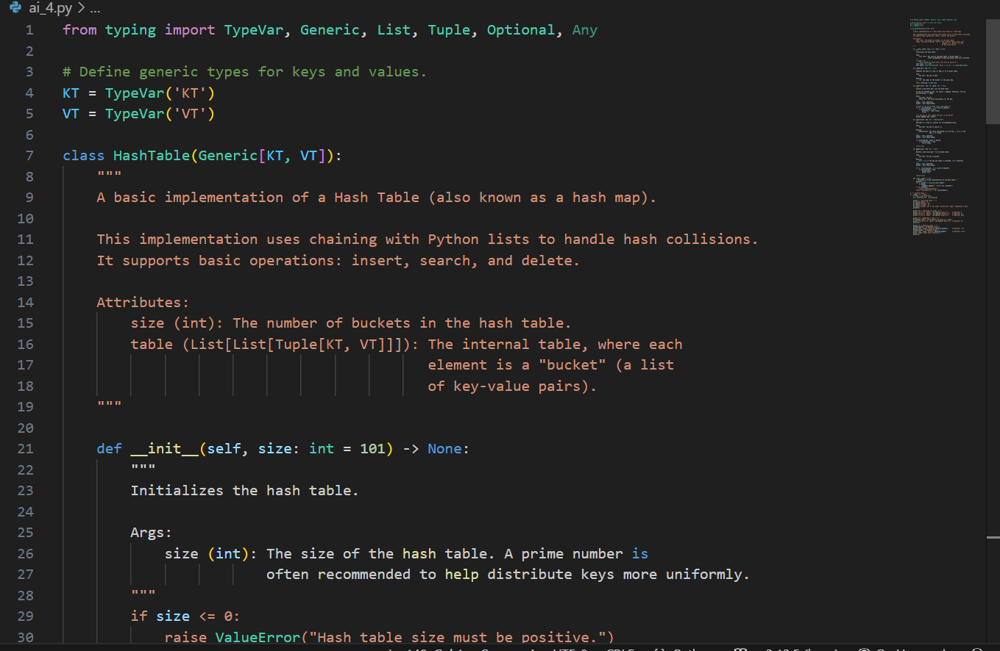 ai_4.py > ...
1 from typing import TypeVar, Generic, List, Tuple, Optional, Any
2
3 # Define generic types for keys and values.
4 KT = TypeVar('KT')
5 VT = TypeVar('VT')
6
7 class HashTable(Generic[KT, VT]):
8     """
9     A basic implementation of a Hash Table (also known as a hash map).
10
11     This implementation uses chaining with Python lists to handle hash collisions.
12     It supports basic operations: insert, search, and delete.
13
14     Attributes:
15         size (int): The number of buckets in the hash table.
16         table (List[List[Tuple[KT, VT]]]): The internal table, where each
17                                            element is a "bucket" (a list
18                                            of key-value pairs).
19     """
20
21     def __init__(self, size: int = 101) -> None:
22         """
23         Initializes the hash table.
24
25         Args:
26             size (int): The size of the hash table. A prime number is
27                         often recommended to help distribute keys more uniformly.
28         """
29         if size <= 0:
30             raise ValueError("Hash table size must be positive.")